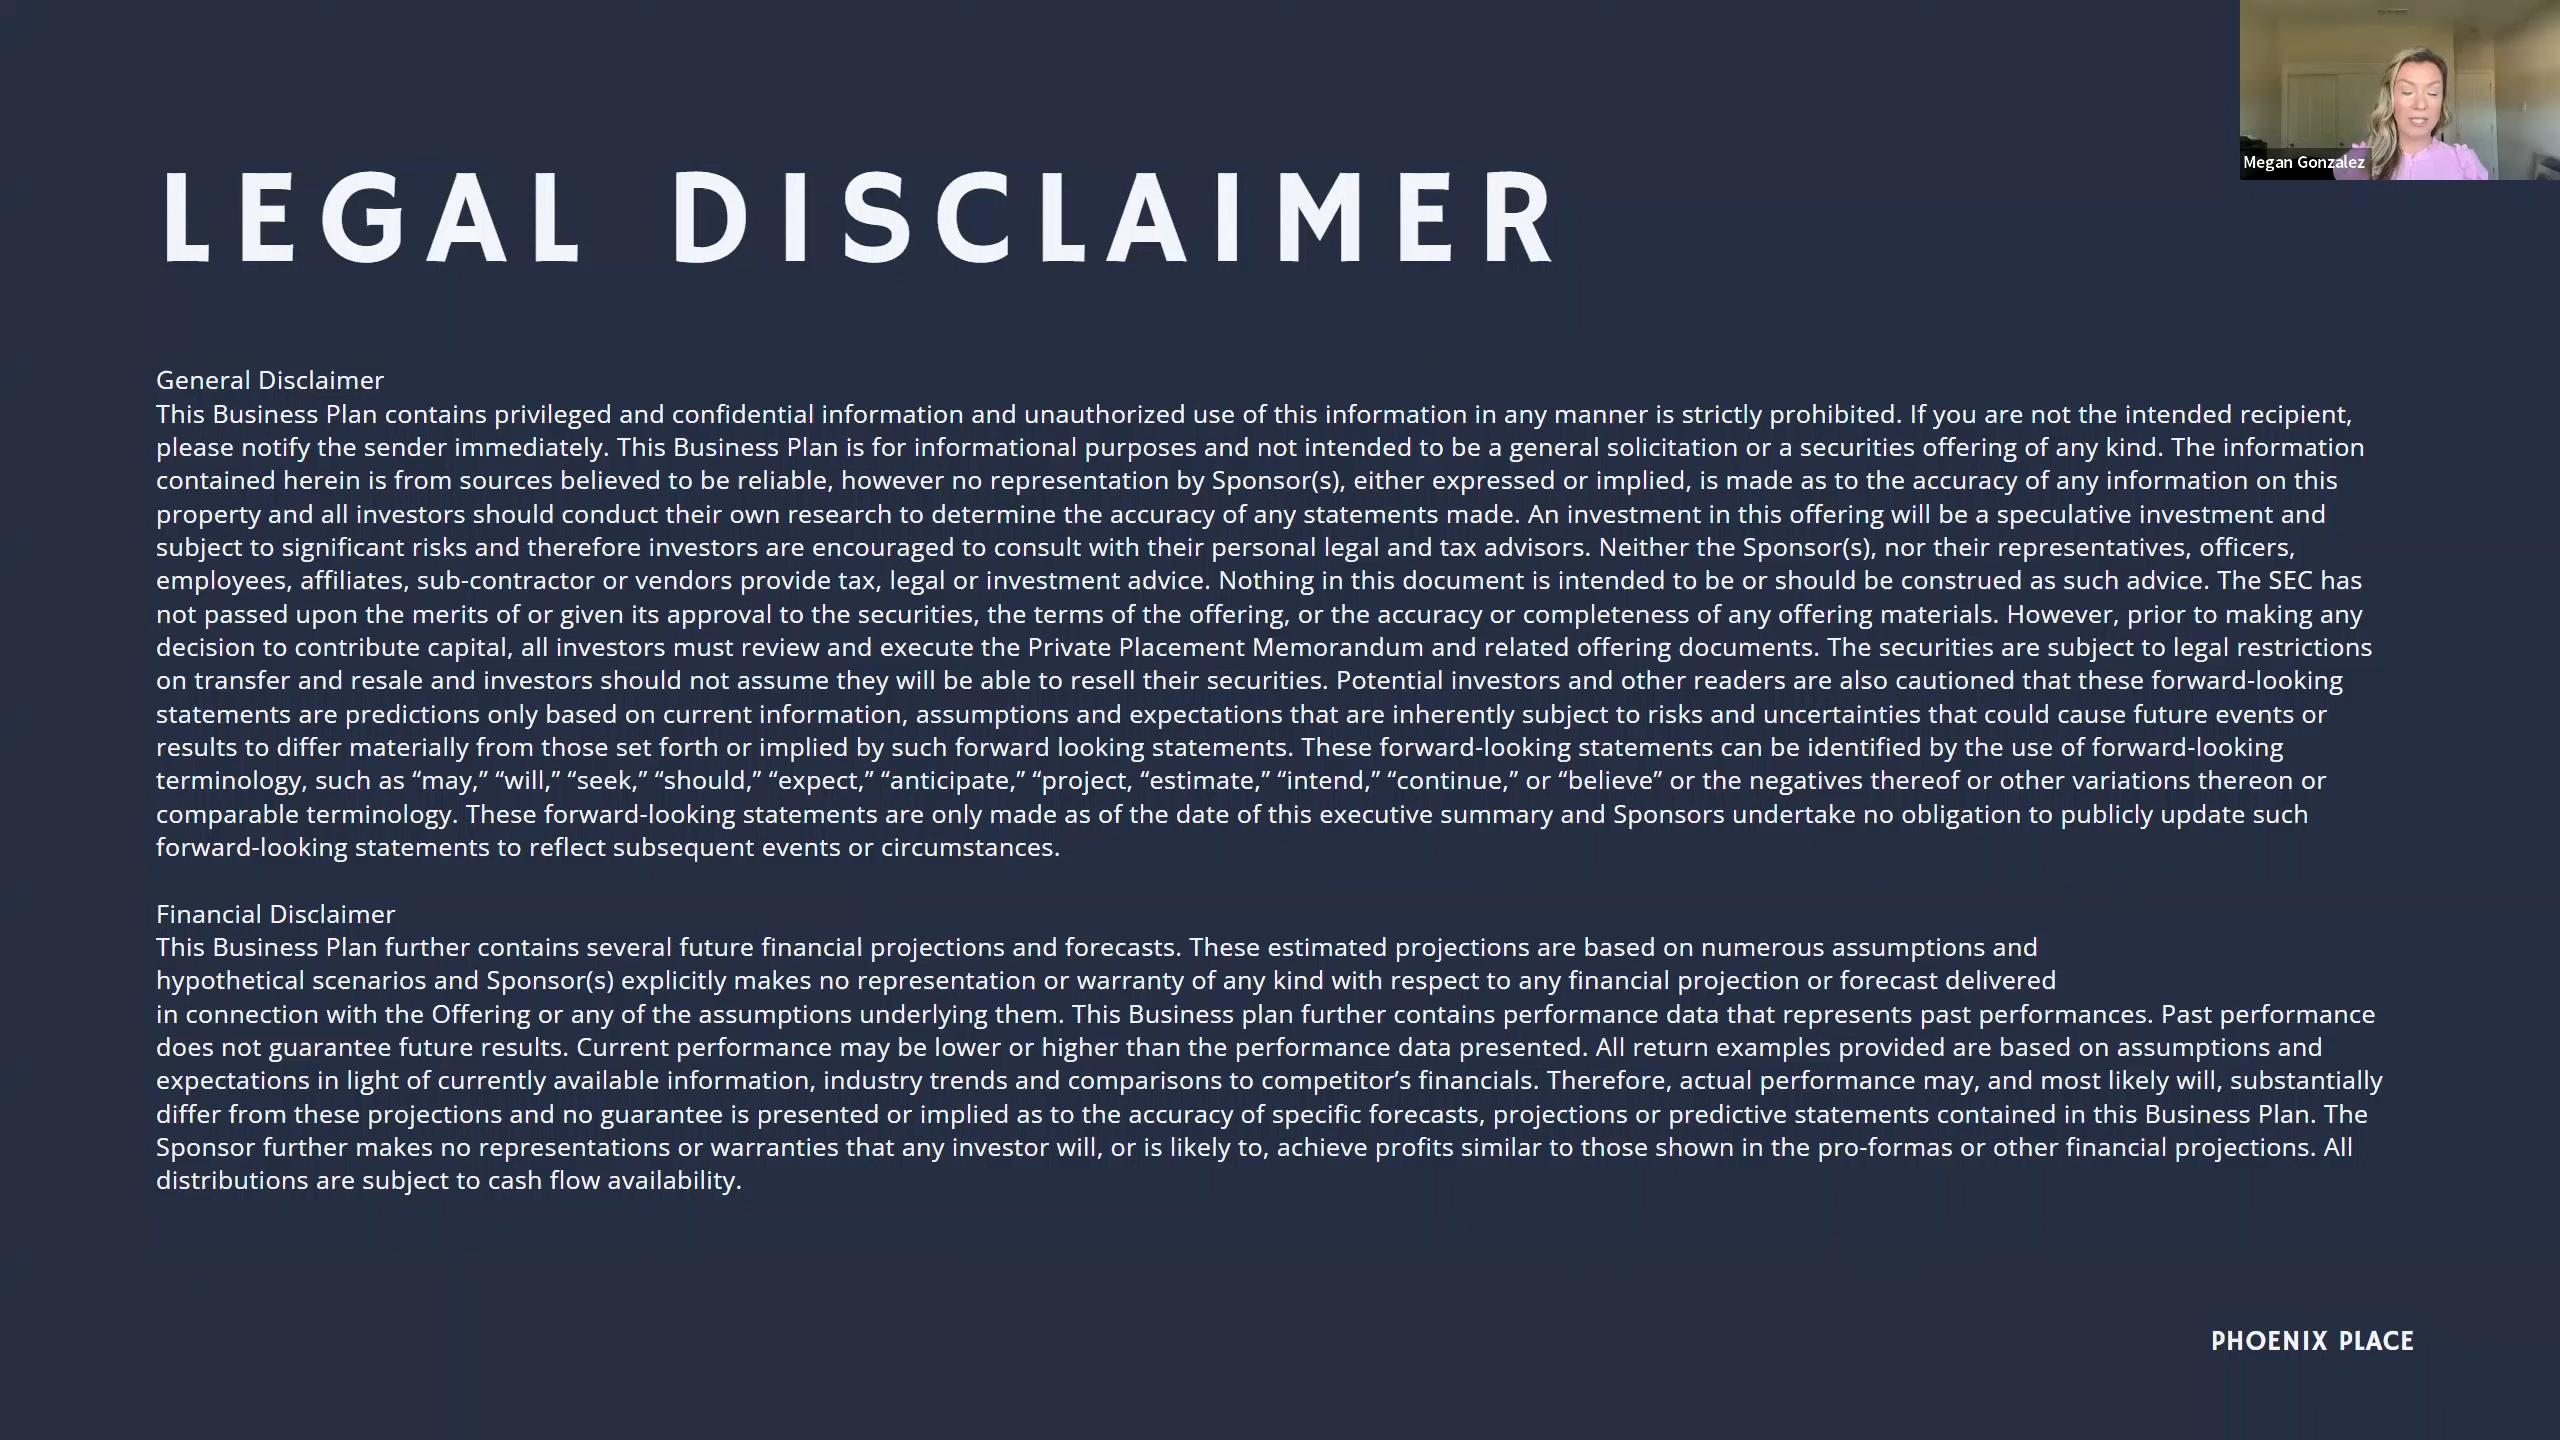 LEGAL DISCLAIMER
Megan Gonzalez
General Disclaimer
This Business Plan contains privileged and confidential information and unauthorized use of this information in any manner is strictly prohibited. If you are not the intended recipient,
please notify the sender immediately. This Business Plan is for informational purposes and not intended to be a general solicitation or a securities offering of any kind. The information
contained herein is from sources believed to be reliable, however no representation by Sponsor(s), either expressed or implied, is made as to the accuracy of any information on this
property and all investors should conduct their own research to determine the accuracy of any statements made. An investment in this offering will be a speculative investment and
subject to significant risks and therefore investors are encouraged to consult with their personal legal and tax advisors. Neither the Sponsor(s), nor their representatives, officers,
employees, affiliates, sub-contractor or vendors provide tax, legal or investment advice. Nothing in this document is intended to be or should be construed as such advice. The SEC has
not passed upon the merits of or given its approval to the securities, the terms of the offering, or the accuracy or completeness of any offering materials. However, prior to making any
decision to contribute capital, all investors must review and execute the Private Placement Memorandum and related offering documents. The securities are subject to legal restrictions
on transfer and resale and investors should not assume they will be able to resell their securities. Potential investors and other readers are also cautioned that these forward-looking
statements are predictions only based on current information, assumptions and expectations that are inherently subject to risks and uncertainties that could cause future events or
results to differ materially from those set forth or implied by such forward looking statements. These forward-looking statements can be identified by the use of forward-looking
terminology, such as “may,” “will,” “seek,” “should,” “expect,” “anticipate,” “project, “estimate,” “intend,” “continue,” or “believe” or the negatives thereof or other variations thereon or
comparable terminology. These forward-looking statements are only made as of the date of this executive summary and Sponsors undertake no obligation to publicly update such
forward-looking statements to reflect subsequent events or circumstances.
Financial Disclaimer
This Business Plan further contains several future financial projections and forecasts. These estimated projections are based on numerous assumptions and
hypothetical scenarios and Sponsor(s) explicitly makes no representation or warranty of any kind with respect to any financial projection or forecast delivered
in connection with the Offering or any of the assumptions underlying them. This Business plan further contains performance data that represents past performances. Past performance
does not guarantee future results. Current performance may be lower or higher than the performance data presented. All return examples provided are based on assumptions and
expectations in light of currently available information, industry trends and comparisons to competitor’s financials. Therefore, actual performance may, and most likely will, substantially
differ from these projections and no guarantee is presented or implied as to the accuracy of specific forecasts, projections or predictive statements contained in this Business Plan. The
Sponsor further makes no representations or warranties that any investor will, or is likely to, achieve profits similar to those shown in the pro-formas or other financial projections. All
distributions are subject to cash flow availability.
PHOENIX PLACE